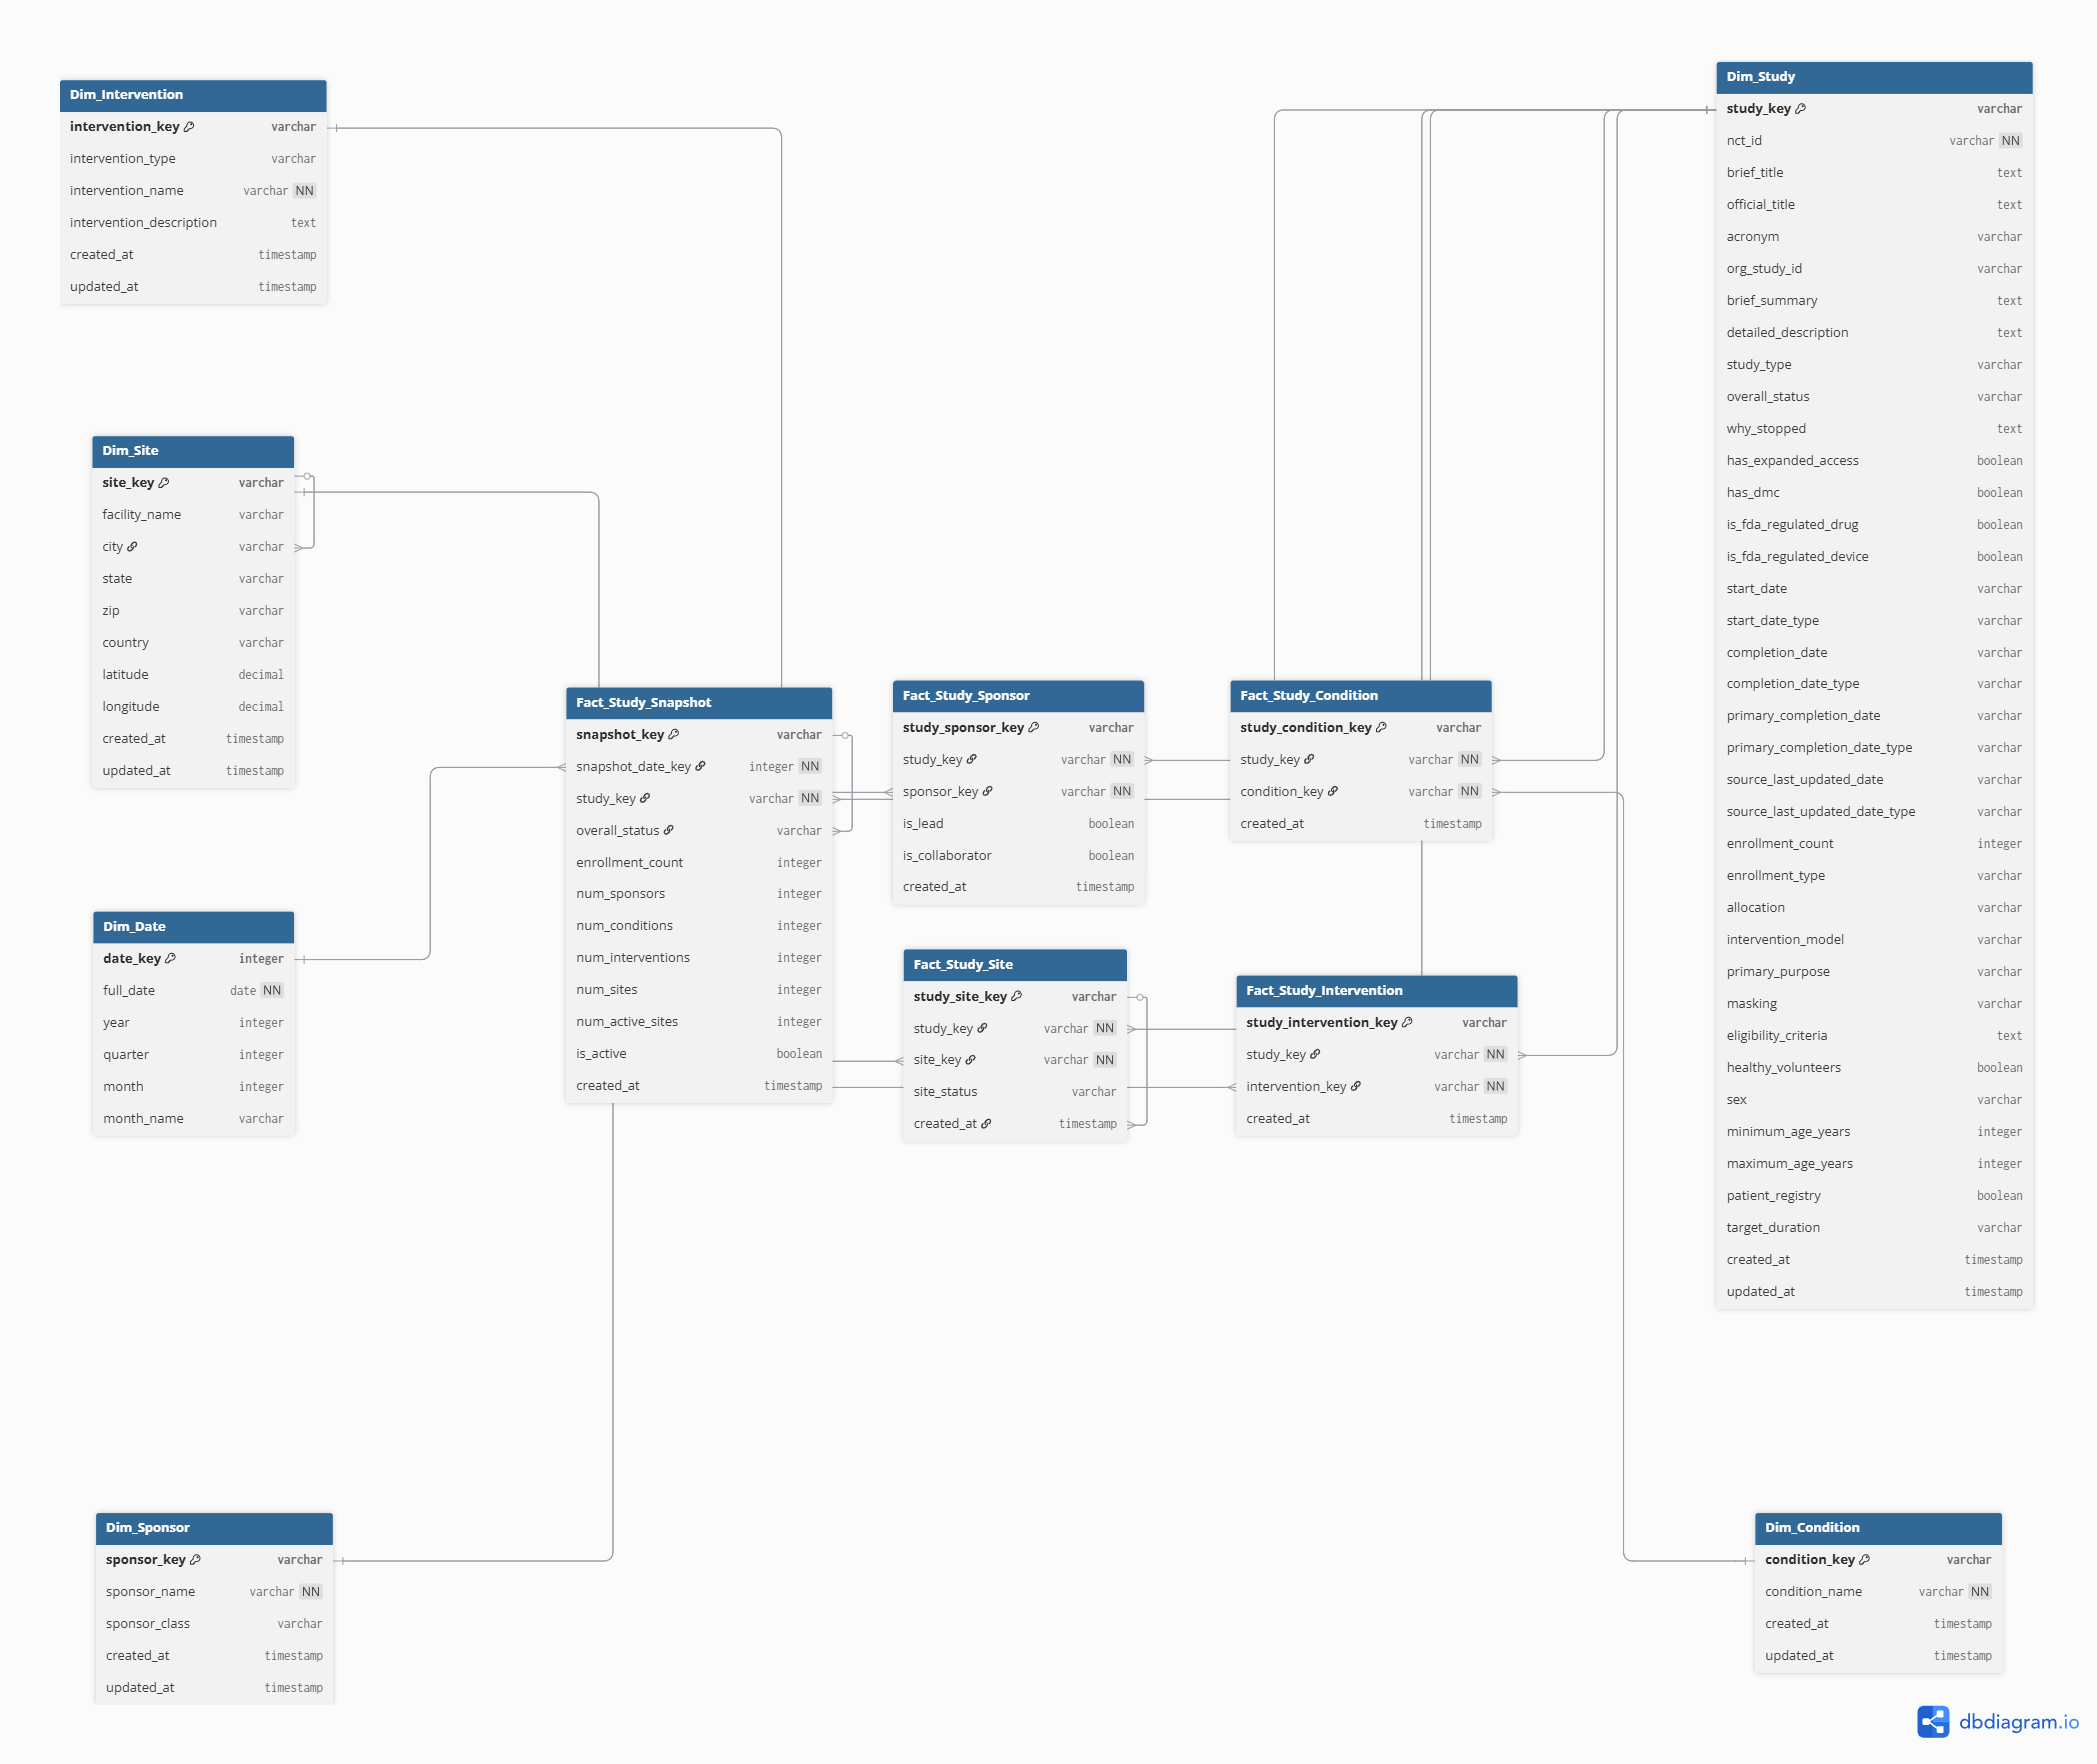 Dim_Intervention
intervention_key varchar
intervention_type varchar
intervention_name varchar NN
intervention_description text
created_at timestamp
updated_at timestamp
Dim_Site
site_key varchar
facility_name varchar
city varchar
state varchar
zip varchar
country varchar
latitude decimal
longitude decimal
created_at timestamp
updated_at timestamp
Dim_Date
date_key integer
full_date date NN
year integer
quarter integer
month integer
month_name varchar
Dim_Sponsor
sponsor_key varchar
sponsor_name varchar NN
sponsor_class varchar
created_at timestamp
updated_at timestamp
Fact_Study_Snapshot
snapshot_key varchar
snapshot_date_key integer NN
study_key varchar NN
overall_status varchar
enrollment_count integer
num_sponsors integer
num_conditions integer
num_interventions integer
num_sites integer
num_active_sites integer
is_active boolean
created_at timestamp
Fact_Study_Sponsor
study_sponsor_key varchar
study_key varchar NN
sponsor_key varchar NN
is_lead boolean
is_collaborator boolean
created_at timestamp
Fact_Study_Site
study_site_key varchar
study_key varchar NN
site_key varchar NN
site_status varchar
created_at timestamp
Fact_Study_Condition
study_condition_key varchar
study_key varchar NN
condition_key varchar NN
created_at timestamp
Fact_Study_Intervention
study_intervention_key varchar
study_key varchar NN
intervention_key varchar NN
created_at timestamp
Dim_Study
study_key varchar
nct_id varchar NN
brief_title text
official_title text
acronym varchar
org_study_id varchar
brief_summary text
detailed_description text
study_type varchar
overall_status varchar
why_stopped text
has_expanded_access boolean
has_dmc boolean
is_fda_regulated_drug boolean
is_fda_regulated_device boolean
start_date varchar
start_date_type varchar
completion_date varchar
completion_date_type varchar
primary_completion_date varchar
primary_completion_date_type varchar
source_last_updated_date varchar
source_last_updated_date_type varchar
enrollment_count integer
enrollment_type varchar
allocation varchar
intervention_model varchar
primary_purpose varchar
masking varchar
eligibility_criteria text
healthy_volunteers boolean
sex varchar
minimum_age_years integer
maximum_age_years integer
patient_registry boolean
target_duration varchar
created_at timestamp
updated_at timestamp
Dim_Condition
condition_key varchar
condition_name varchar NN
created_at timestamp
updated_at timestamp
dbdiagram.io